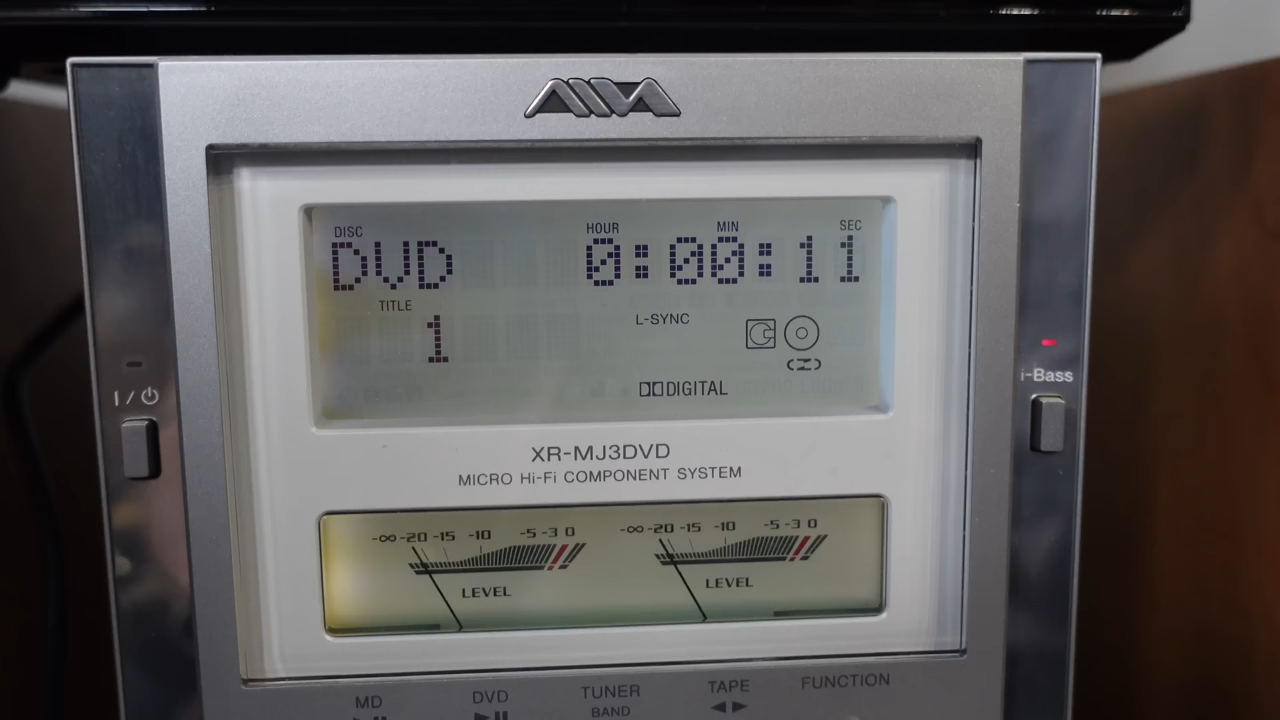 AIWA
DISC HOUR MIN SEC
DVD 0:00:11
TITLE
1
L-SYNC
DIGITAL
I / ⏻
i-Bass
XR-MJ3DVD
MICRO Hi-Fi COMPONENT SYSTEM
-∞ -20 -15 -10 -5 -3 0
LEVEL
-∞ -20 -15 -10 -5 -3 0
LEVEL
MD DVD TUNER TAPE FUNCTION
BAND